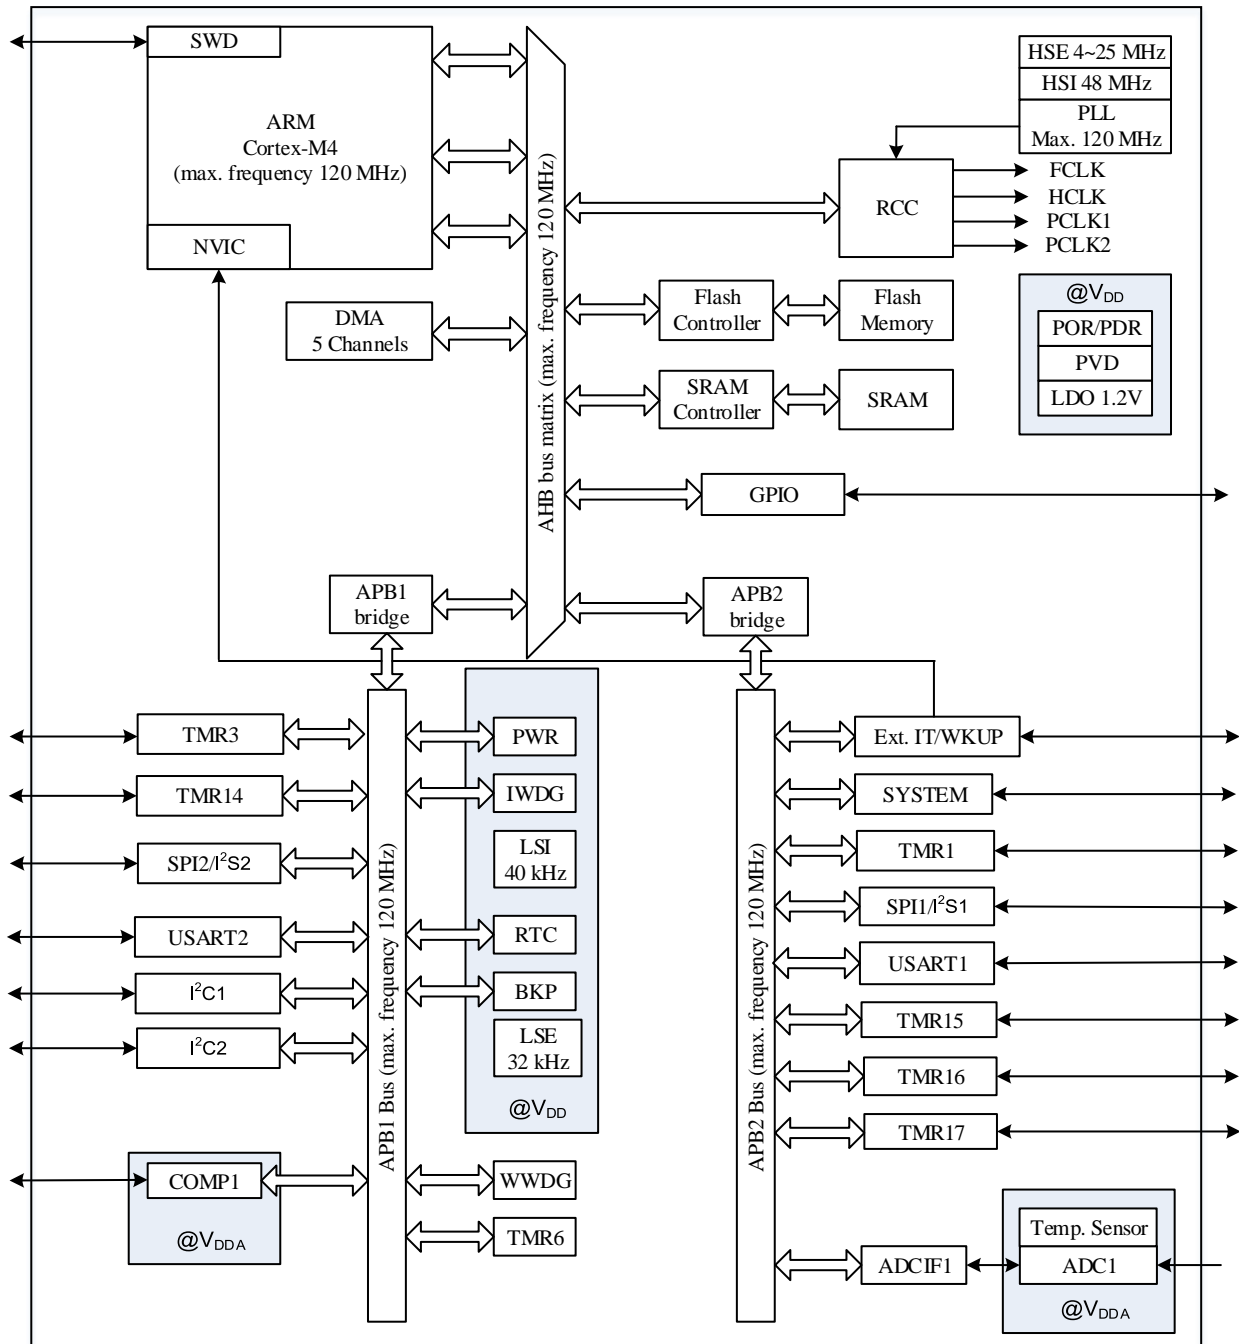 SWD
ARM
Cortex-M4
(max. frequency 120 MHz)
NVIC
DMA
5 Channels
AHB bus matrix (max. frequency 120 MHz)
HSE 4~25 MHz
HSI 48 MHz
PLL
Max. 120 MHz
RCC
FCLK
HCLK
PCLK1
PCLK2
Flash
Controller
Flash
Memory
SRAM
Controller
SRAM
@VDD
POR/PDR
PVD
LDO 1.2V
GPIO
APB1
bridge
APB2
bridge
TMR3
TMR14
SPI2/I²S2
USART2
I²C1
I²C2
COMP1
@VDDA
APB1 Bus (max. frequency 120 MHz)
PWR
IWDG
LSI
40 kHz
RTC
BKP
LSE
32 kHz
@VDD
WWDG
TMR6
APB2 Bus (max. frequency 120 MHz)
Ext. IT/WKUP
SYSTEM
TMR1
SPI1/I²S1
USART1
TMR15
TMR16
TMR17
ADCIF1
Temp. Sensor
ADC1
@VDDA